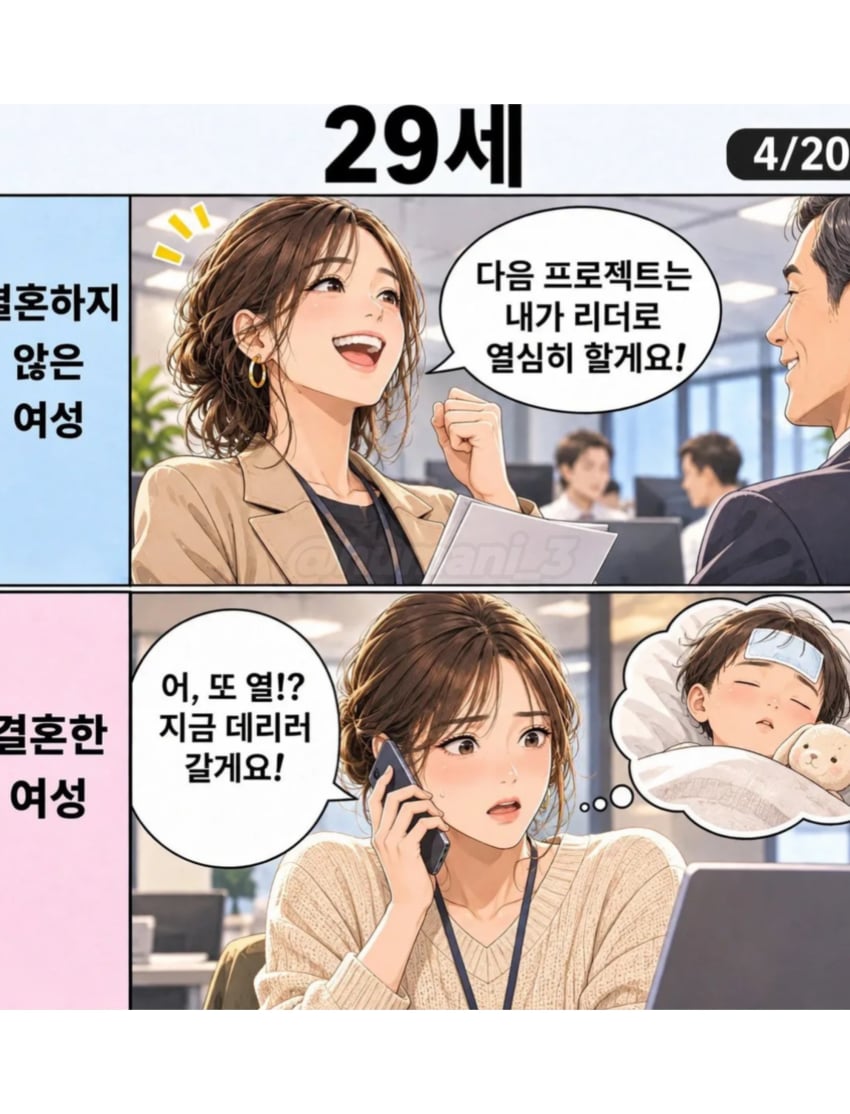 29세
4/20
결혼하지
않은
여성
다음 프로젝트는
내가 리더로
열심히 할게요!
결혼한
여성
어, 또 열!?
지금 데리러
갈게요!